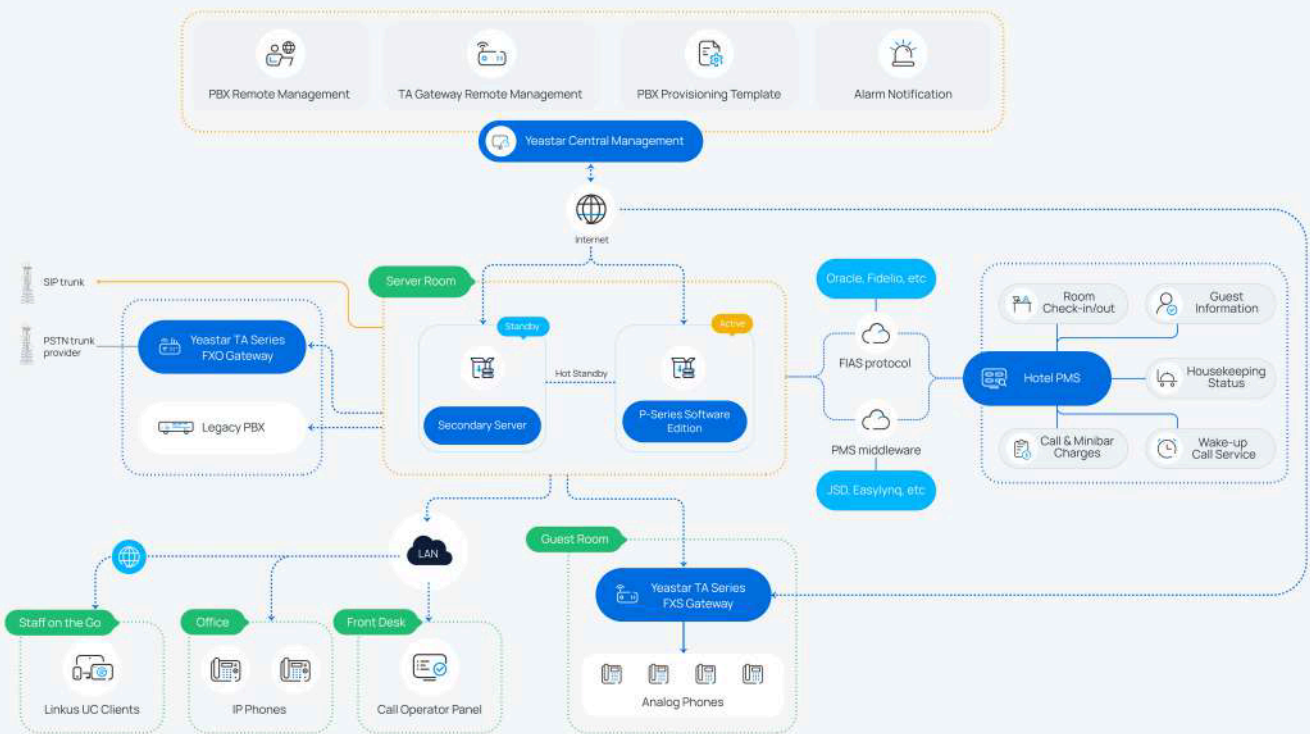 PBX Remote Management
TA Gateway Remote Management
PBX Provisioning Template
Alarm Notification
Yeastar Central Management
Internet
SIP trunk
PSTN trunk
provider
Yeastar TA Series
FXO Gateway
Legacy PBX
Server Room
Standby
Secondary Server
Hot Standby
Active
P-Series Software
Edition
Oracle, Fidelio, etc
FIAS protocol
PMS middleware
JSD, Easylynq, etc
Hotel PMS
Room
Check-in/out
Guest
Information
Housekeeping
Status
Call & Minibar
Charges
Wake-up
Call Service
LAN
Staff on the Go
Linkus UC Clients
Office
IP Phones
Front Desk
Call Operator Panel
Guest Room
Yeastar TA Series
FXS Gateway
Analog Phones